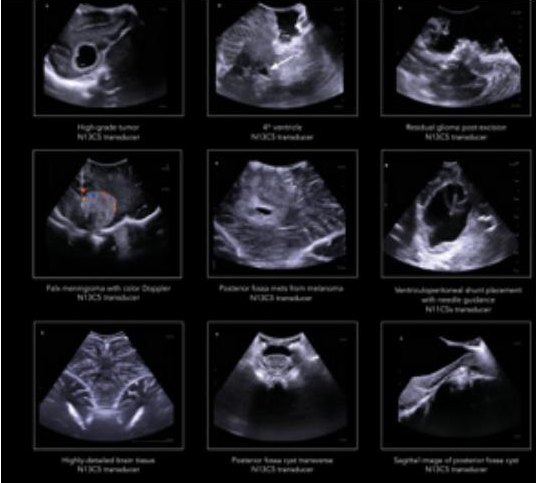 High-grade tumor
N13C5 transducer
4th ventricle
N13C5 transducer
Residual glioma post-excision
N13C5 transducer
Falx meningioma with color Doppler
N13C5 transducer
Posterior fossa mets from melanoma
N13C5 transducer
Ventriculoperitoneal shunt placement
with needle guidance
N11C5s transducer
Highly-detailed brain tissue
N13C5 transducer
Posterior fossa cyst transverse
N13C5 transducer
Sagittal image of posterior fossa cyst
N13C5 transducer